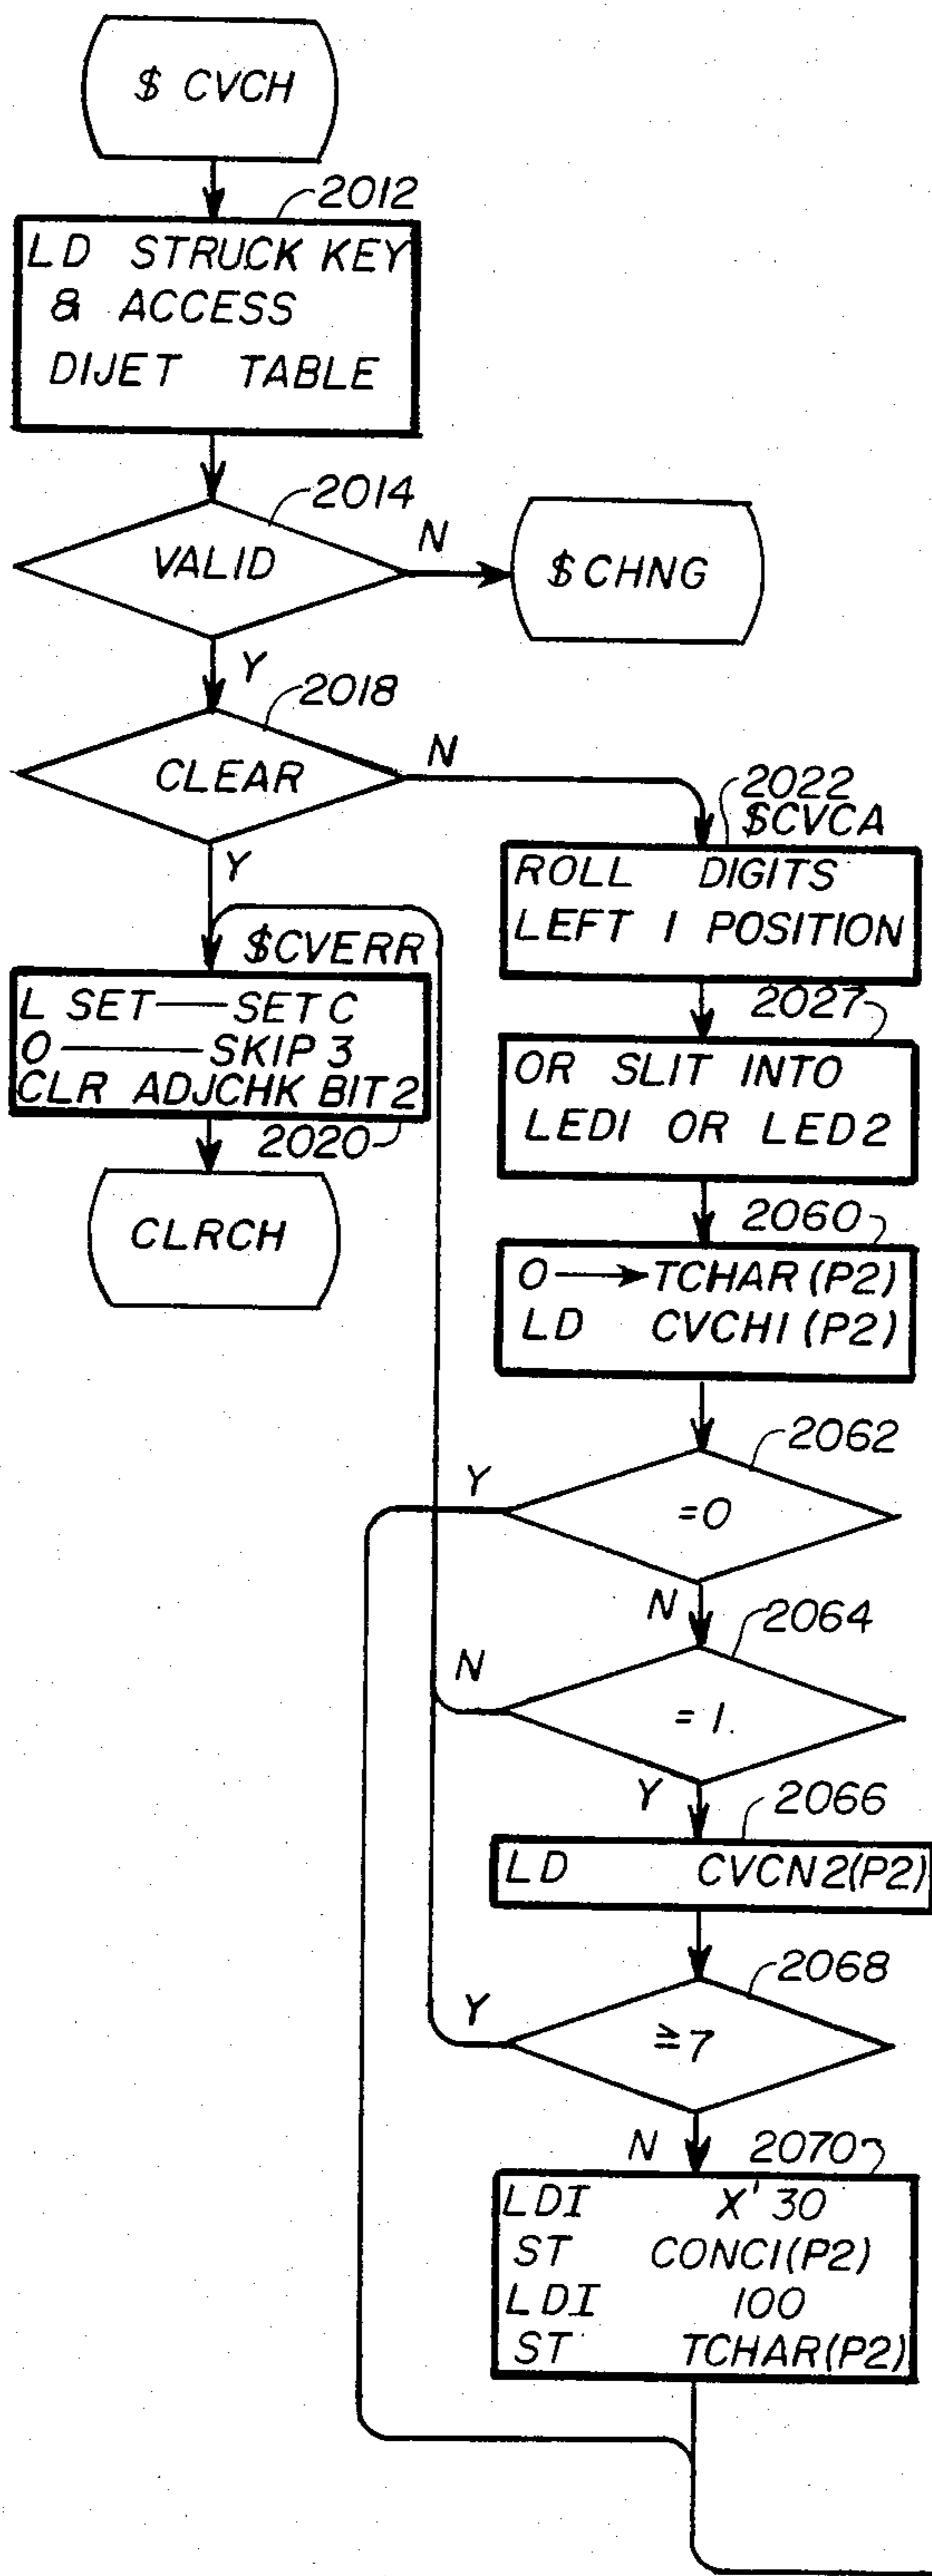 $ CVCH
2012
LD STRUCK KEY
& ACCESS
DIJET TABLE
2014
VALID
N
$CHNG
Y
2018
CLEAR
N
2022
$CVCA
ROLL DIGITS
LEFT 1 POSITION
Y
$CVERR
L SET — SET C
0 — SKIP 3
CLR ADJCHK BIT 2
2020
CLRCH
2027
OR SLIT INTO
LED1 OR LED2
2060
0 → TCHAR (P2)
LD CVCH1 (P2)
2062
Y
=0
N
2064
N
= 1.
Y
2066
LD CVCN2(P2)
2068
Y
≧7
N
2070
LDI X'30
ST CONC1(P2)
LDI 100
ST TCHAR(P2)